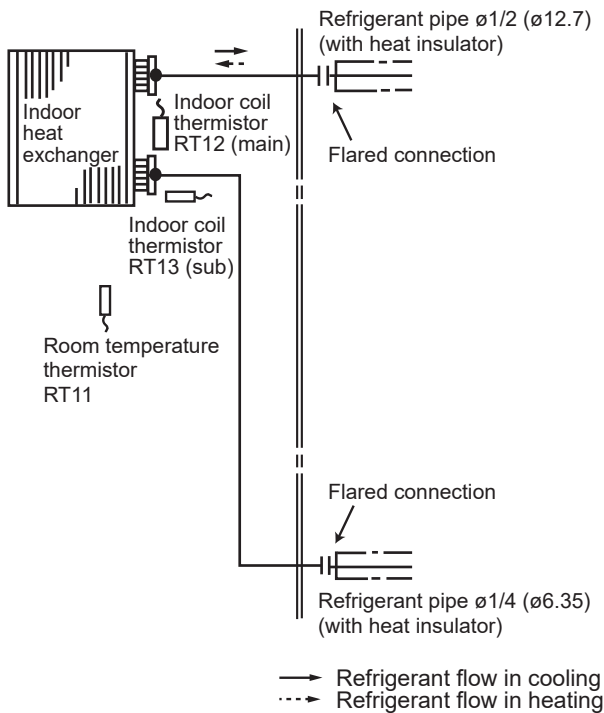 Refrigerant pipe ø1/2 (ø12.7)
(with heat insulator)
Indoor
heat
exchanger
Indoor coil
thermistor
RT12 (main)
Flared connection
Indoor coil
thermistor
RT13 (sub)
Room temperature
thermistor
RT11
Flared connection
Refrigerant pipe ø1/4 (ø6.35)
(with heat insulator)
Refrigerant flow in cooling
Refrigerant flow in heating